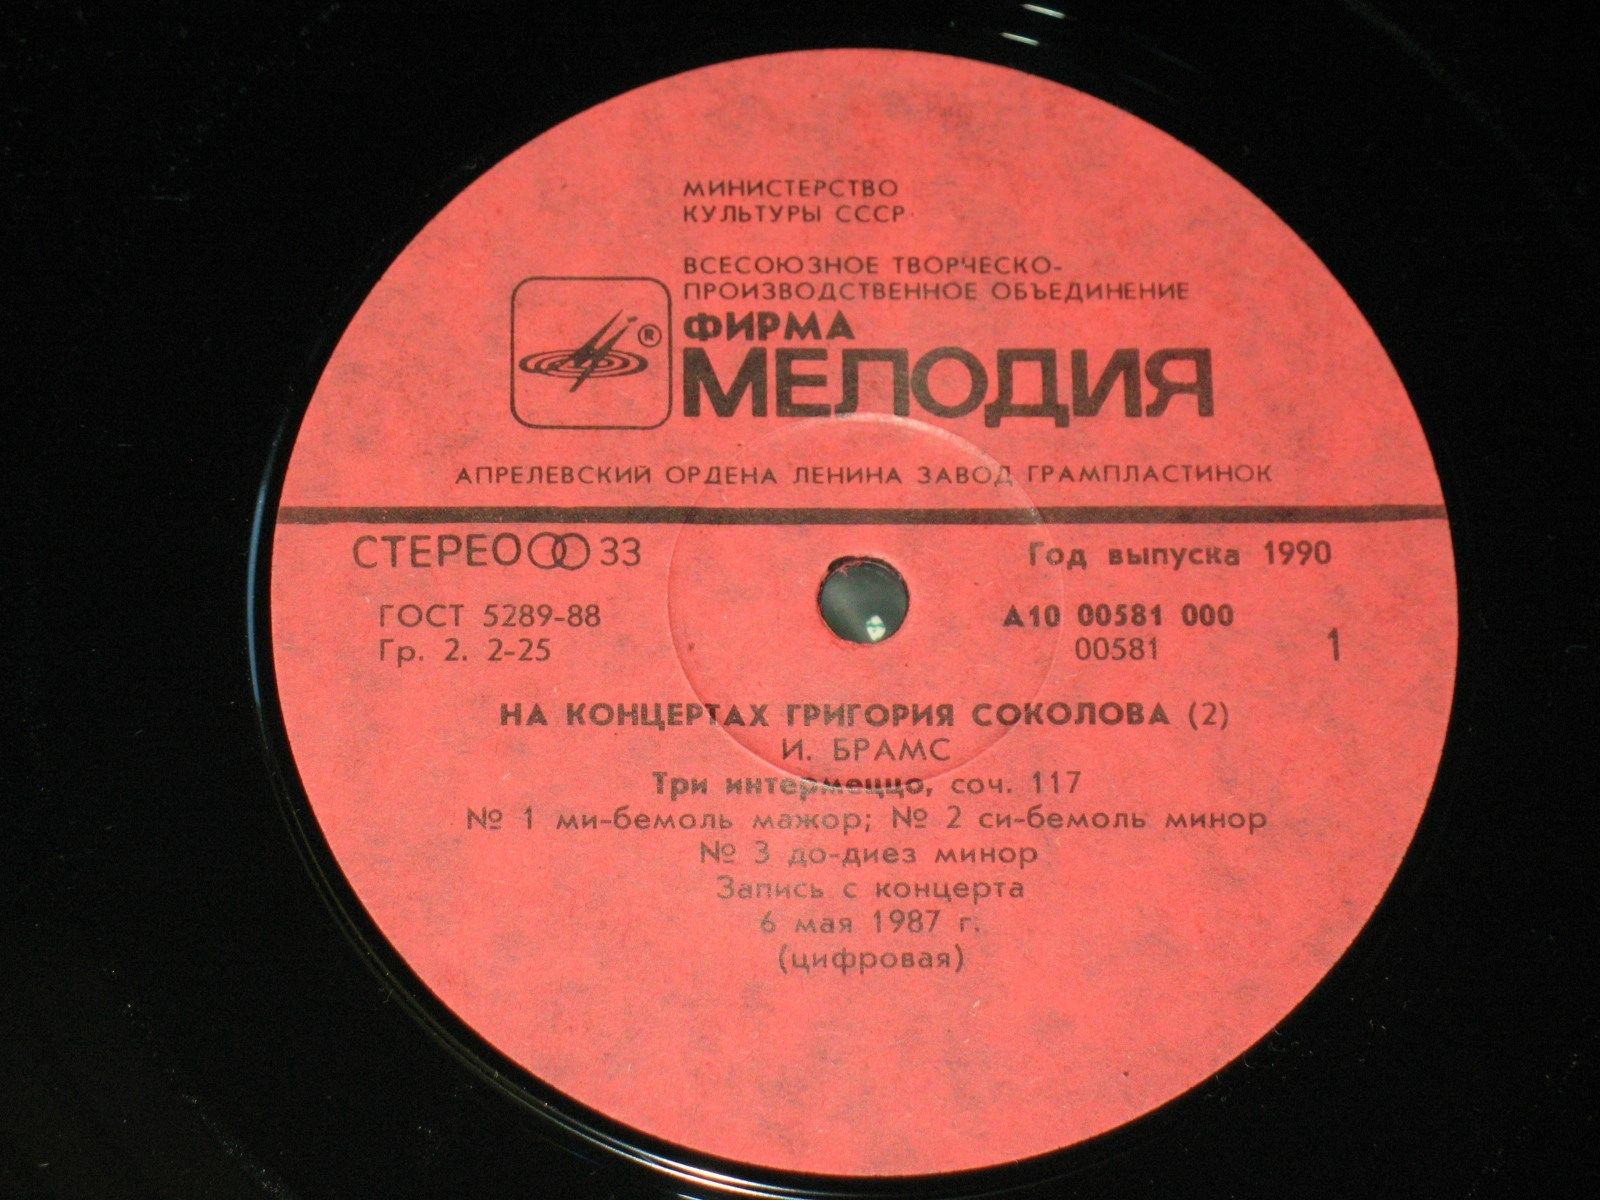 МИНИСТЕРСТВО
КУЛЬТУРЫ СССР
ВСЕСОЮЗНОЕ ТВОРЧЕСКО-
ПРОИЗВОДСТВЕННОЕ ОБЪЕДИНЕНИЕ
ФИРМА
® МЕЛОДИЯ
АПРЕЛЕВСКИЙ ОРДЕНА ЛЕНИНА ЗАВОД ГРАМПЛАСТИНОК
СТЕРЕО 33
Год выпуска 1990
ГОСТ 5289-88
Гр. 2. 2-25
А10 00581 000
00581
1
НА КОНЦЕРТАХ ГРИГОРИЯ СОКОЛОВА (2)
И. БРАМС
Три интермеццо, соч. 117
№ 1 ми-бемоль мажор; № 2 си-бемоль минор
№ 3 до-диез минор
Запись с концерта
6 мая 1987 г.
(цифровая)